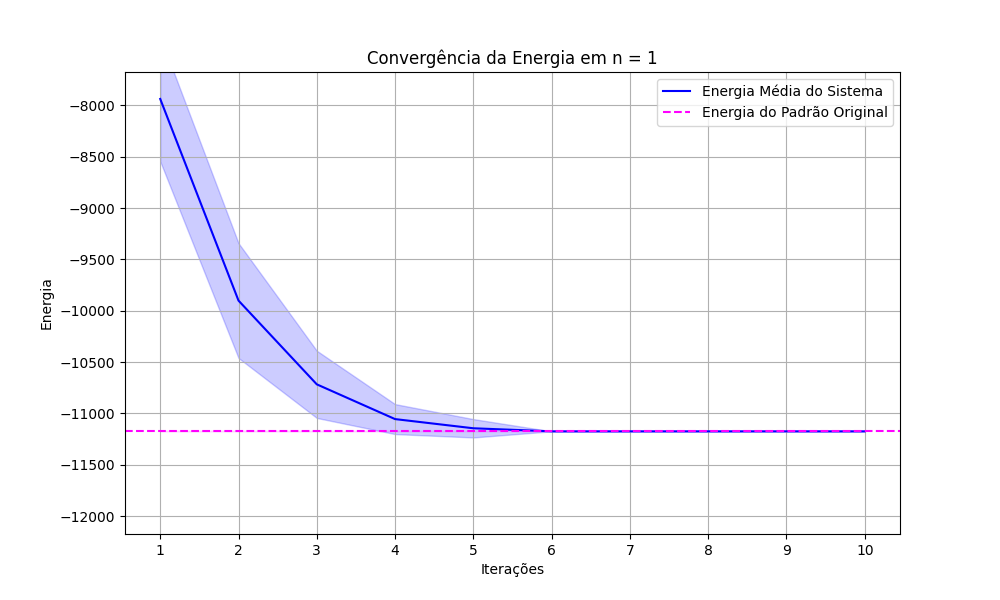 Convergência da Energia em n = 1
Energia Média do Sistema
Energia do Padrão Original
Energia
−8000
−8500
−9000
−9500
−10000
−10500
−11000
−11500
−12000
1 2 3 4 5 6 7 8 9 10
Iterações